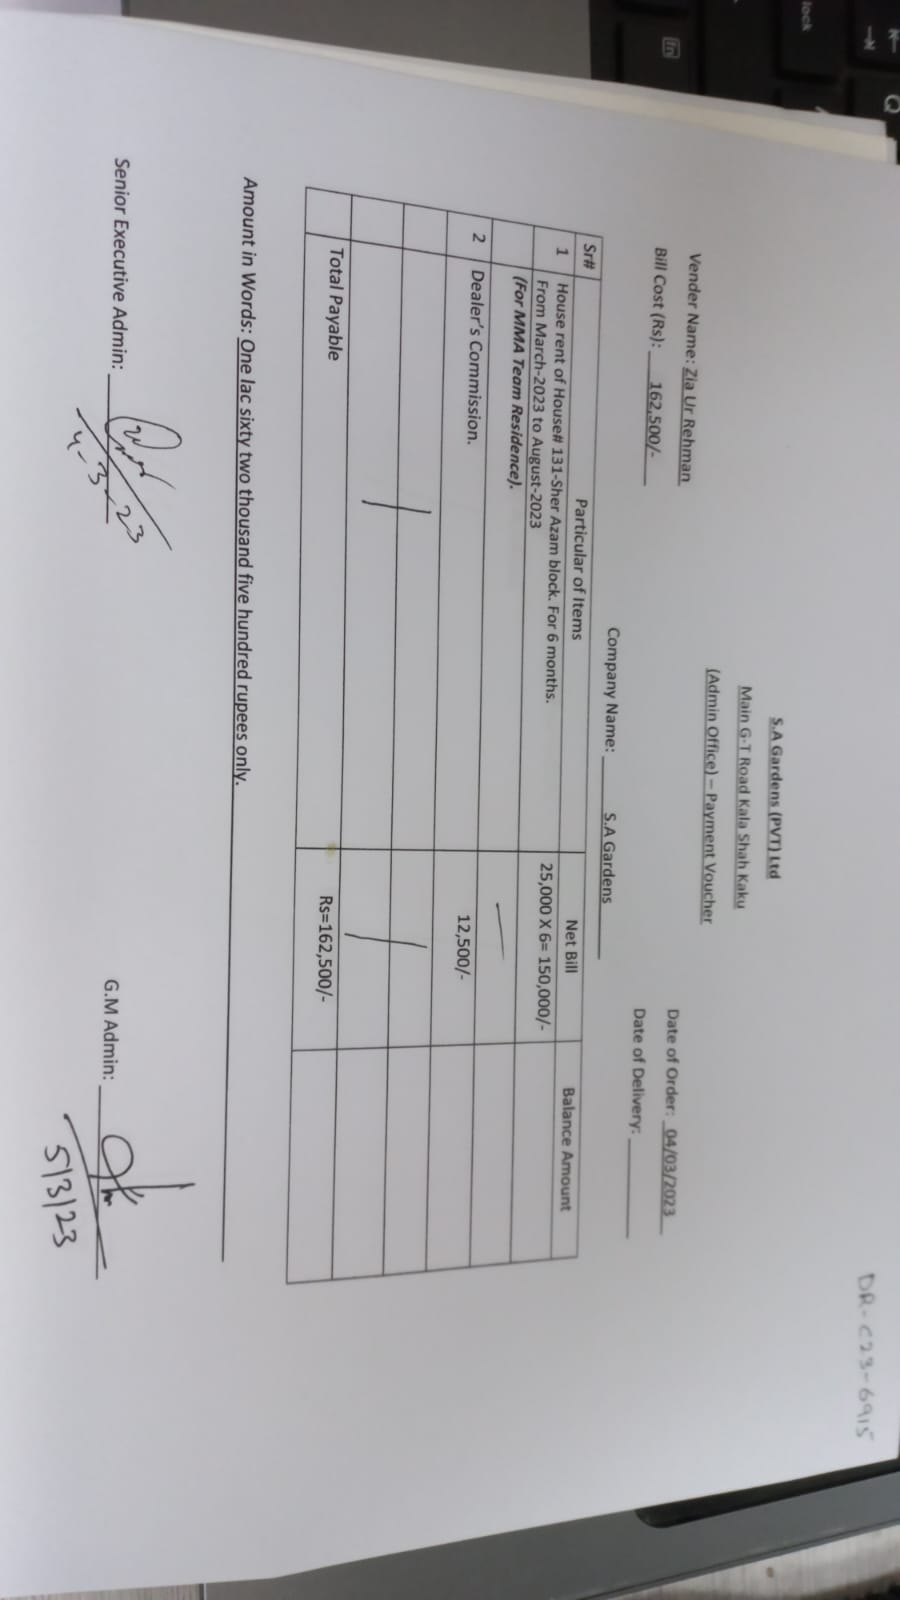 DR-C23-6915
S.A Gardens (PVT) Ltd
Main G-T Road Kala Shah Kaku
(Admin Office) – Payment Voucher
Vender Name: Zia Ur Rehman
Date of Order: 04/03/2023
Bill Cost (Rs): 162,500/-
Company Name: S.A Gardens
Date of Delivery:
Sr# Particular of Items Net Bill Balance Amount
1 House rent of House# 131-Sher Azam block. For 6 months. 25,000 X 6= 150,000/-
From March-2023 to August-2023
(For MMA Team Residence).
2 Dealer's Commission. 12,500/-
Total Payable Rs=162,500/-
Amount in Words: One lac sixty two thousand five hundred rupees only.
Senior Executive Admin: G.M Admin:
4-3-23 5/3/23
fn
lock
Q